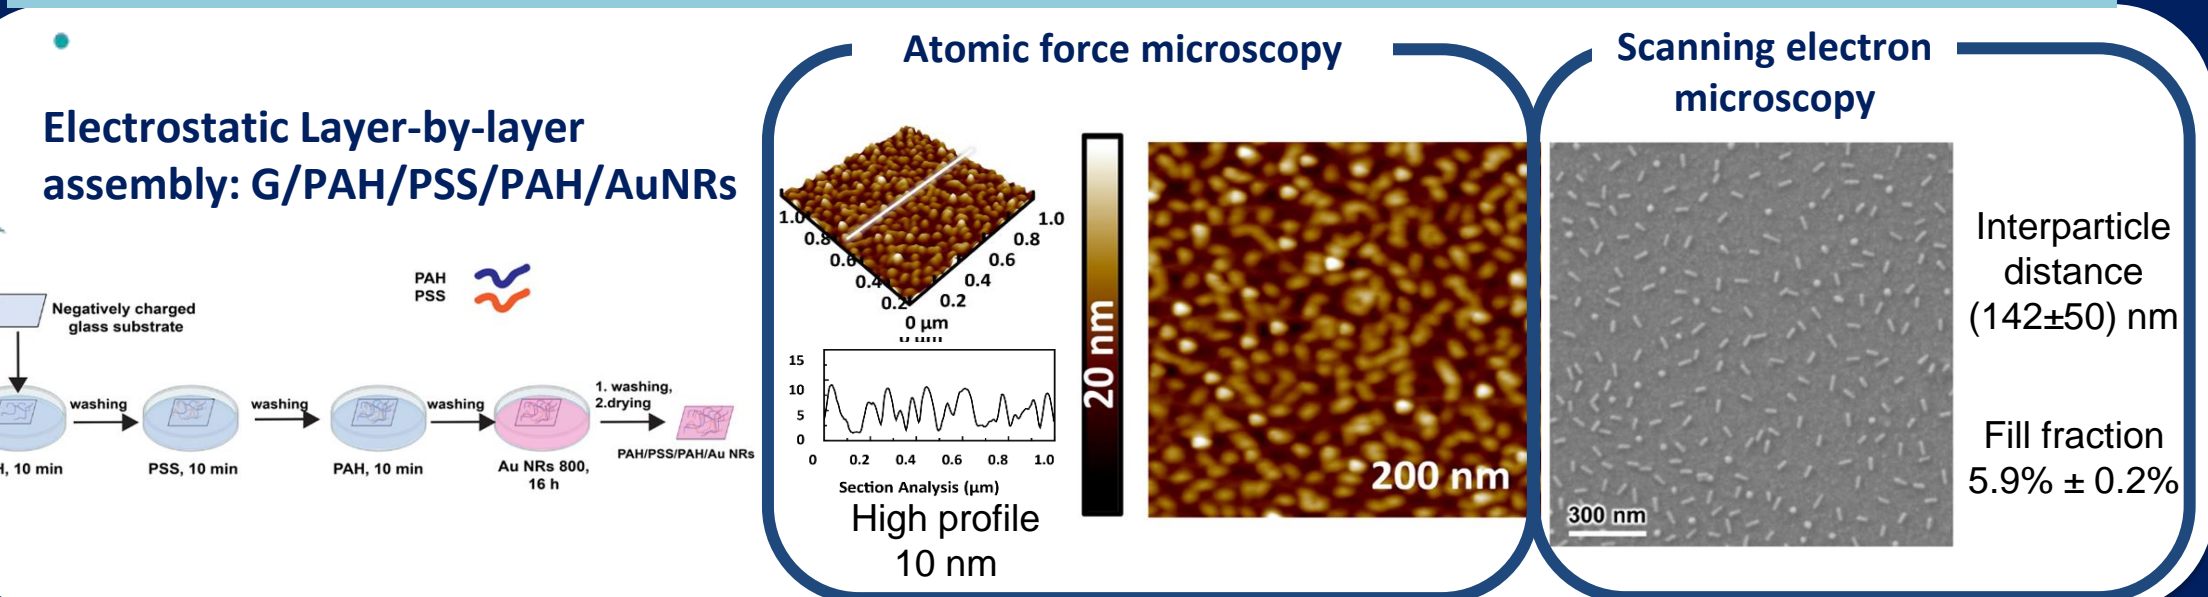 Electrostatic Layer-by-layer
assembly: G/PAH/PSS/PAH/AuNRs
PAH
PSS
Negatively charged
glass substrate
washing
washing
washing
1. washing,
2.drying
10 min
PSS, 10 min
PAH, 10 min
Au NRs 800,
16 h
PAH/PSS/PAH/Au NRs
Atomic force microscopy
1.0
0.8
0.6
0.4
0.2
0 µm
0.2
0.4
0.6
0.8
1.0
15
10
5
0
0 0.2 0.4 0.6 0.8 1.0
Section Analysis (µm)
High profile
10 nm
20 nm
200 nm
Scanning electron
microscopy
300 nm
Interparticle
distance
(142±50) nm
Fill fraction
5.9% ± 0.2%